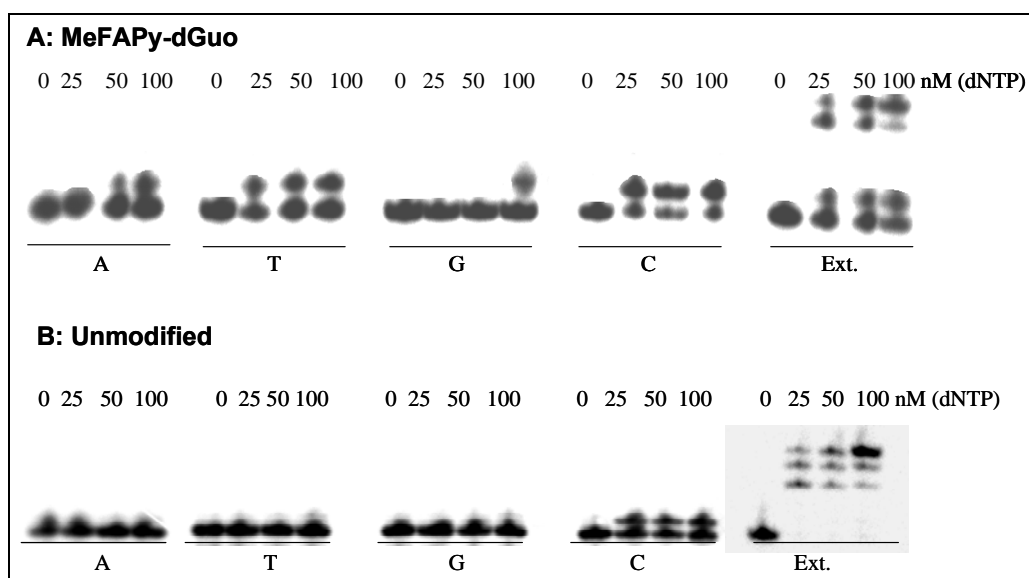 A: MeFAPy-dGuo
0 25 50 100 0 25 50 100 0 25 50 100 0 25 50 100 0 25 50 100 nM (dNTP)
A T G C Ext.
B: Unmodified
0 25 50 100 0 25 50 100 0 25 50 100 0 25 50 100 nM (dNTP) 0 25 50 100
A T G C Ext.